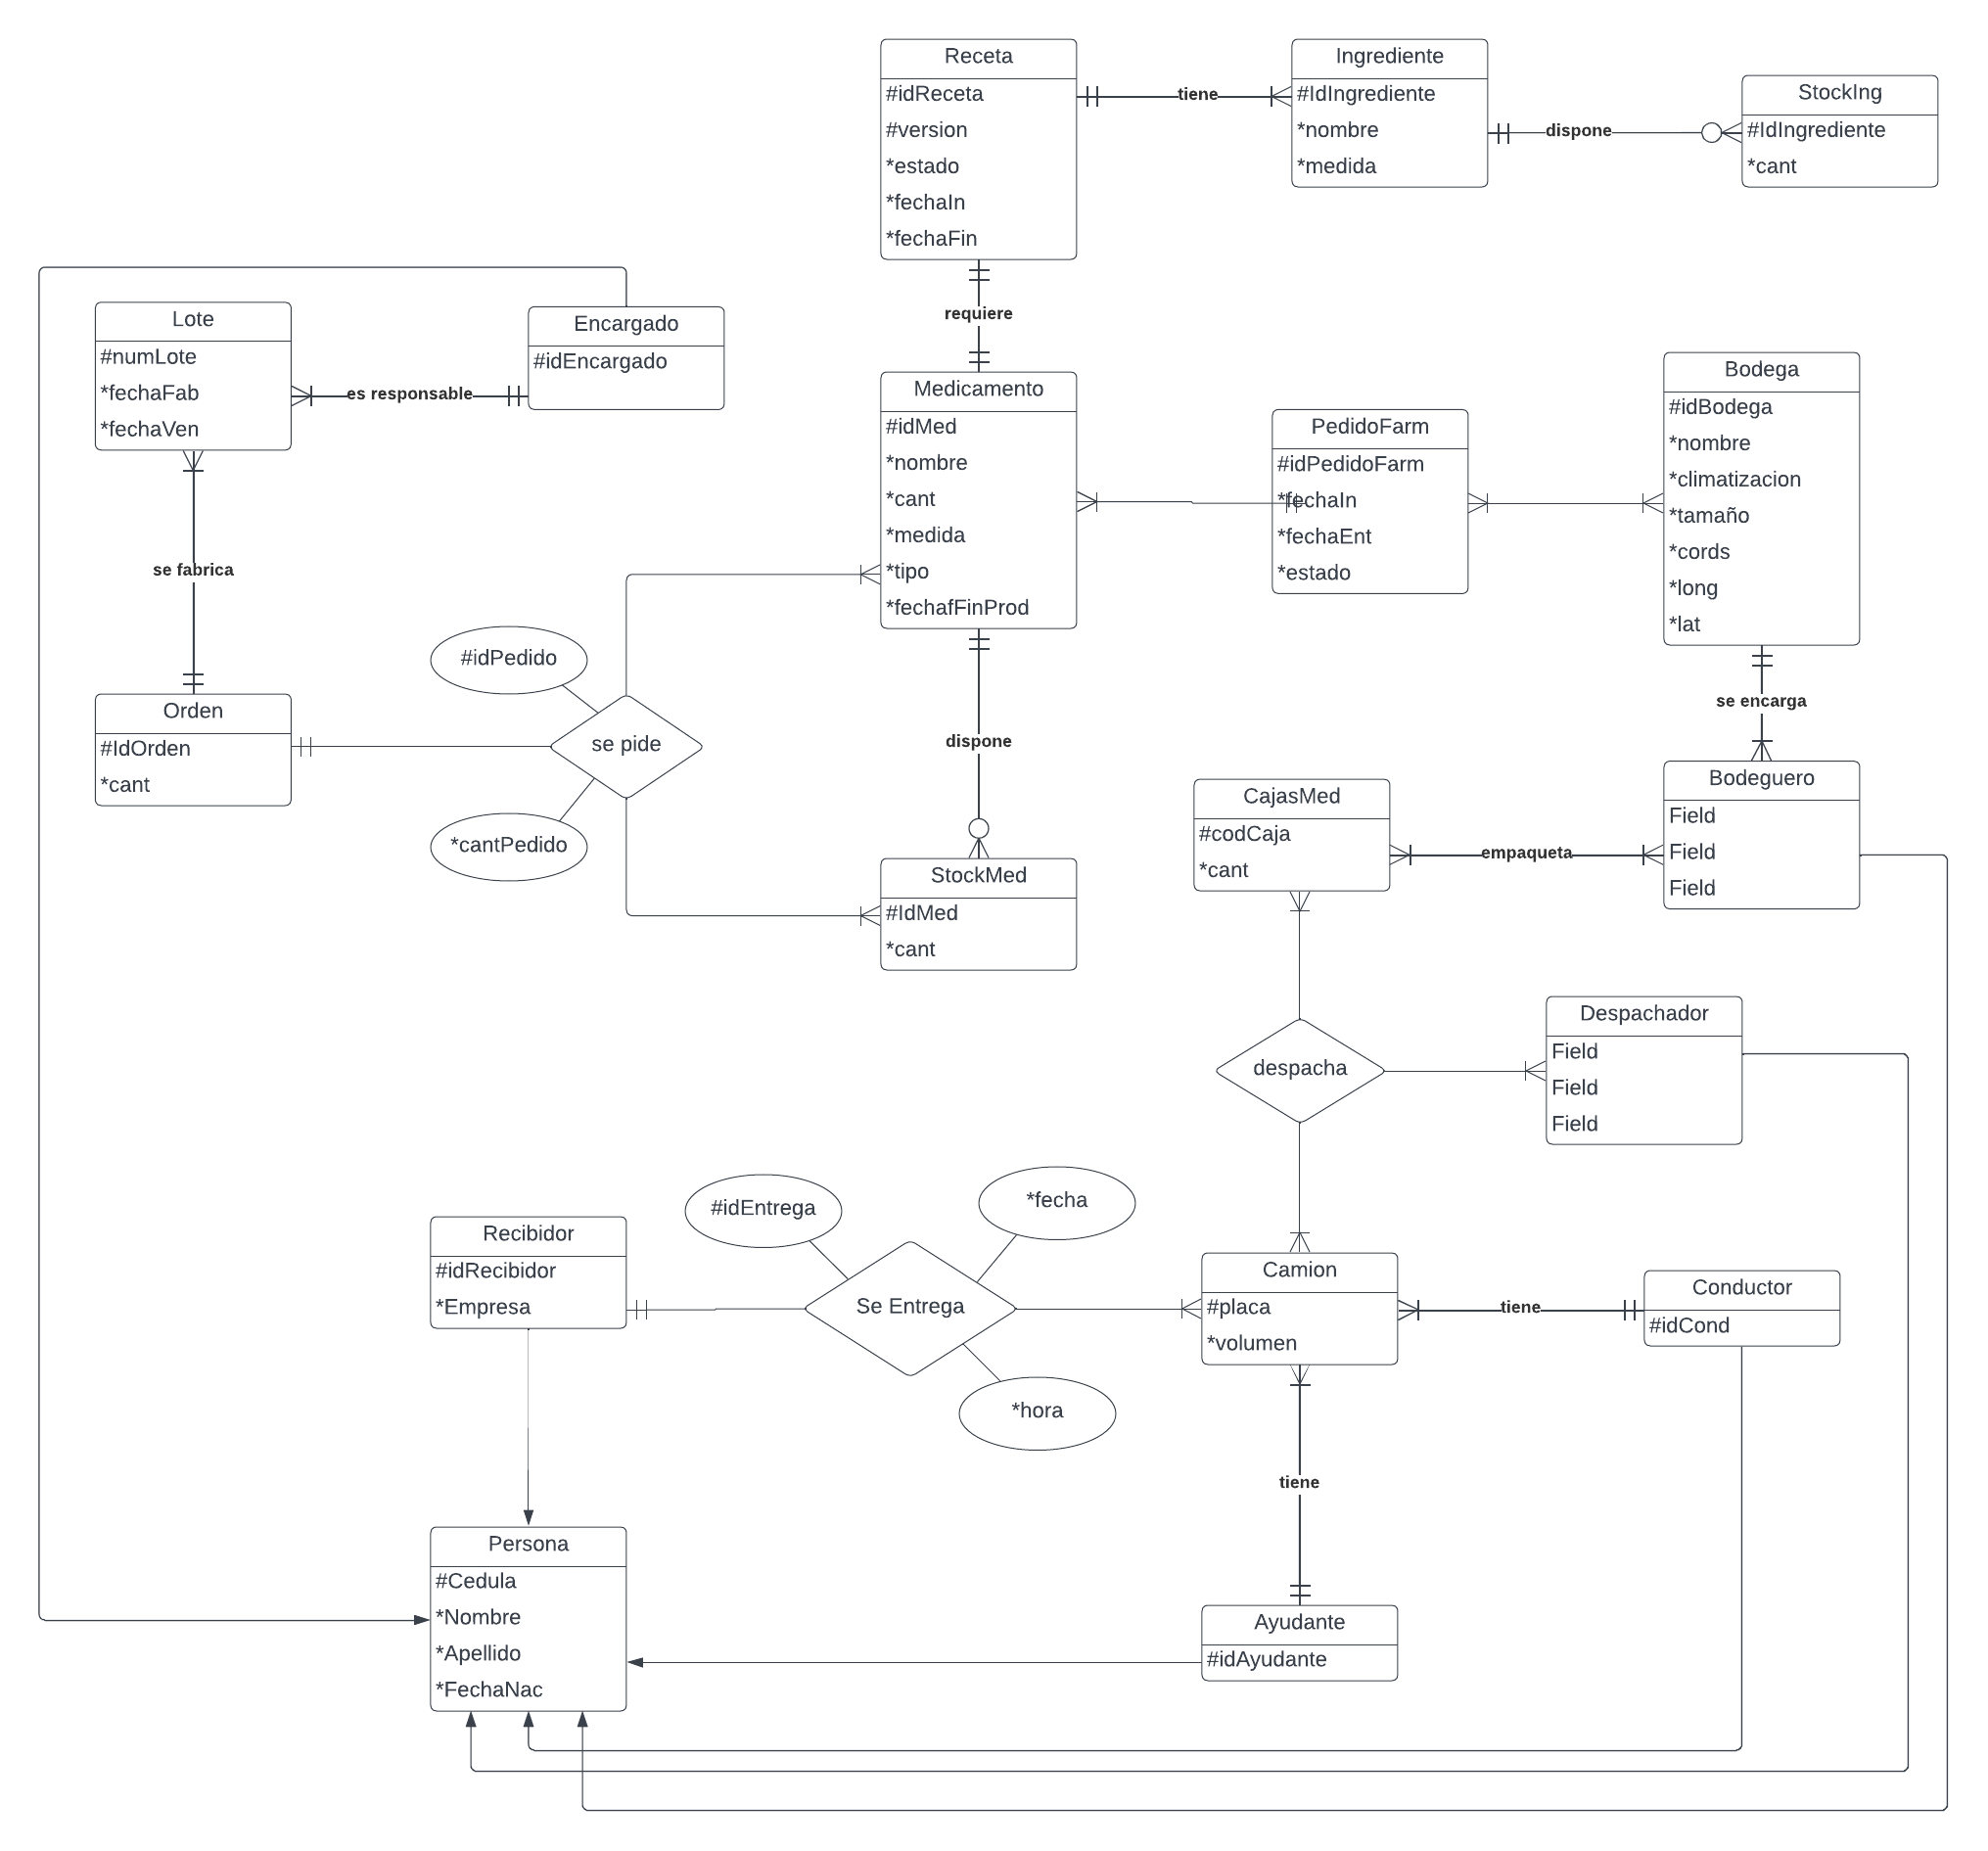 Receta
#idReceta
#version
*estado
*fechaIn
*fechaFin
tiene
Ingrediente
#IdIngrediente
*nombre
*medida
dispone
StockIng
#IdIngrediente
*cant
requiere
Lote
#numLote
*fechaFab
*fechaVen
es responsable
Encargado
#idEncargado
Medicamento
#idMed
*nombre
*cant
*medida
*tipo
*fechafFinProd
PedidoFarm
#idPedidoFarm
*fechaIn
*fechaEnt
*estado
Bodega
#idBodega
*nombre
*climatizacion
*tamaño
*cords
*long
*lat
se fabrica
#idPedido
Orden
#IdOrden
*cant
se pide
*cantPedido
dispone
se encarga
StockMed
#IdMed
*cant
CajasMed
#codCaja
*cant
empaqueta
Bodeguero
Field
Field
Field
despacha
Despachador
Field
Field
Field
Recibidor
#idRecibidor
*Empresa
#idEntrega
*fecha
Se Entrega
*hora
Camion
#placa
*volumen
tiene
Conductor
#idCond
tiene
Persona
#Cedula
*Nombre
*Apellido
*FechaNac
Ayudante
#idAyudante